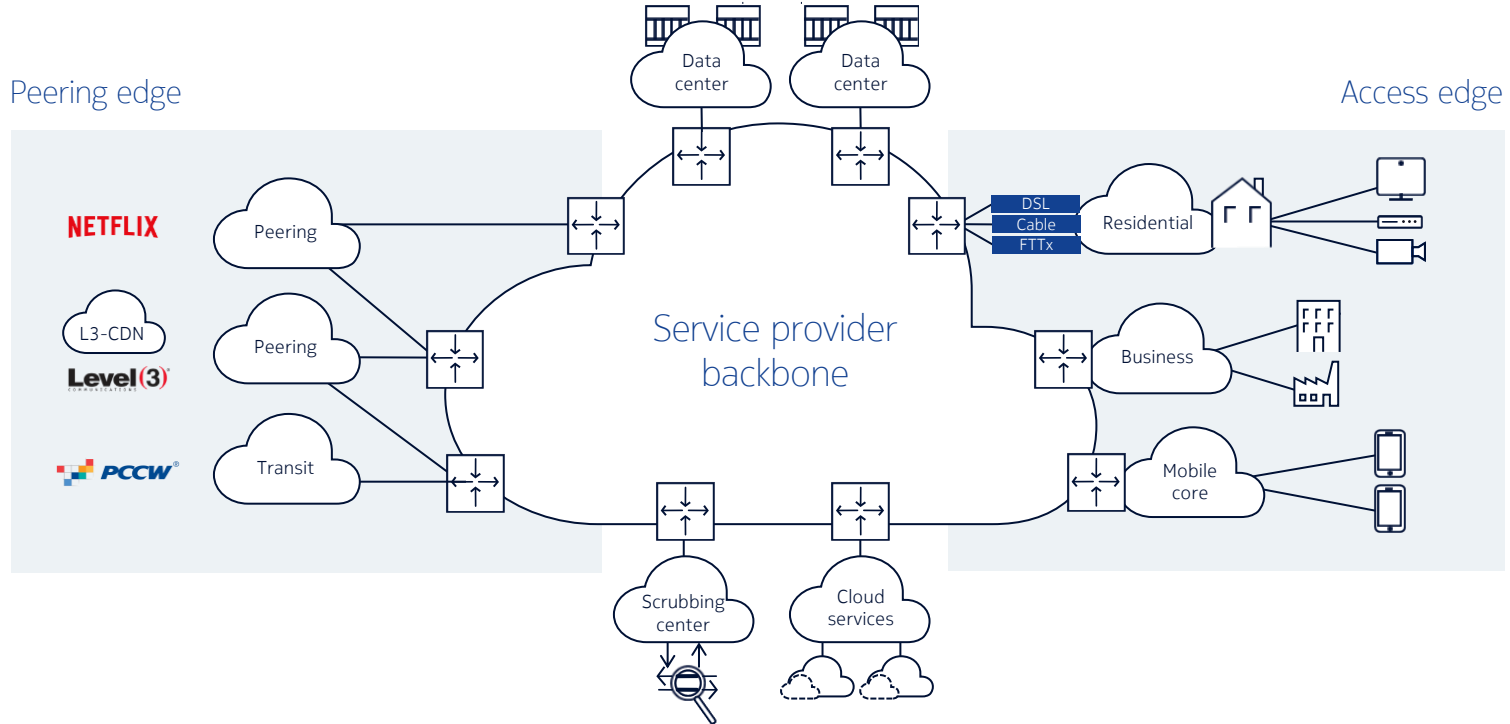 Peering edge
Access edge
Data
center
Data
center
NETFLIX
Peering
DSL
Cable
FTTx
Residential
L3-CDN
Level(3)®
COMMUNICATIONS
Peering
Service provider
backbone
Business
PCCW®
Transit
Mobile
core
Scrubbing
center
Cloud
services